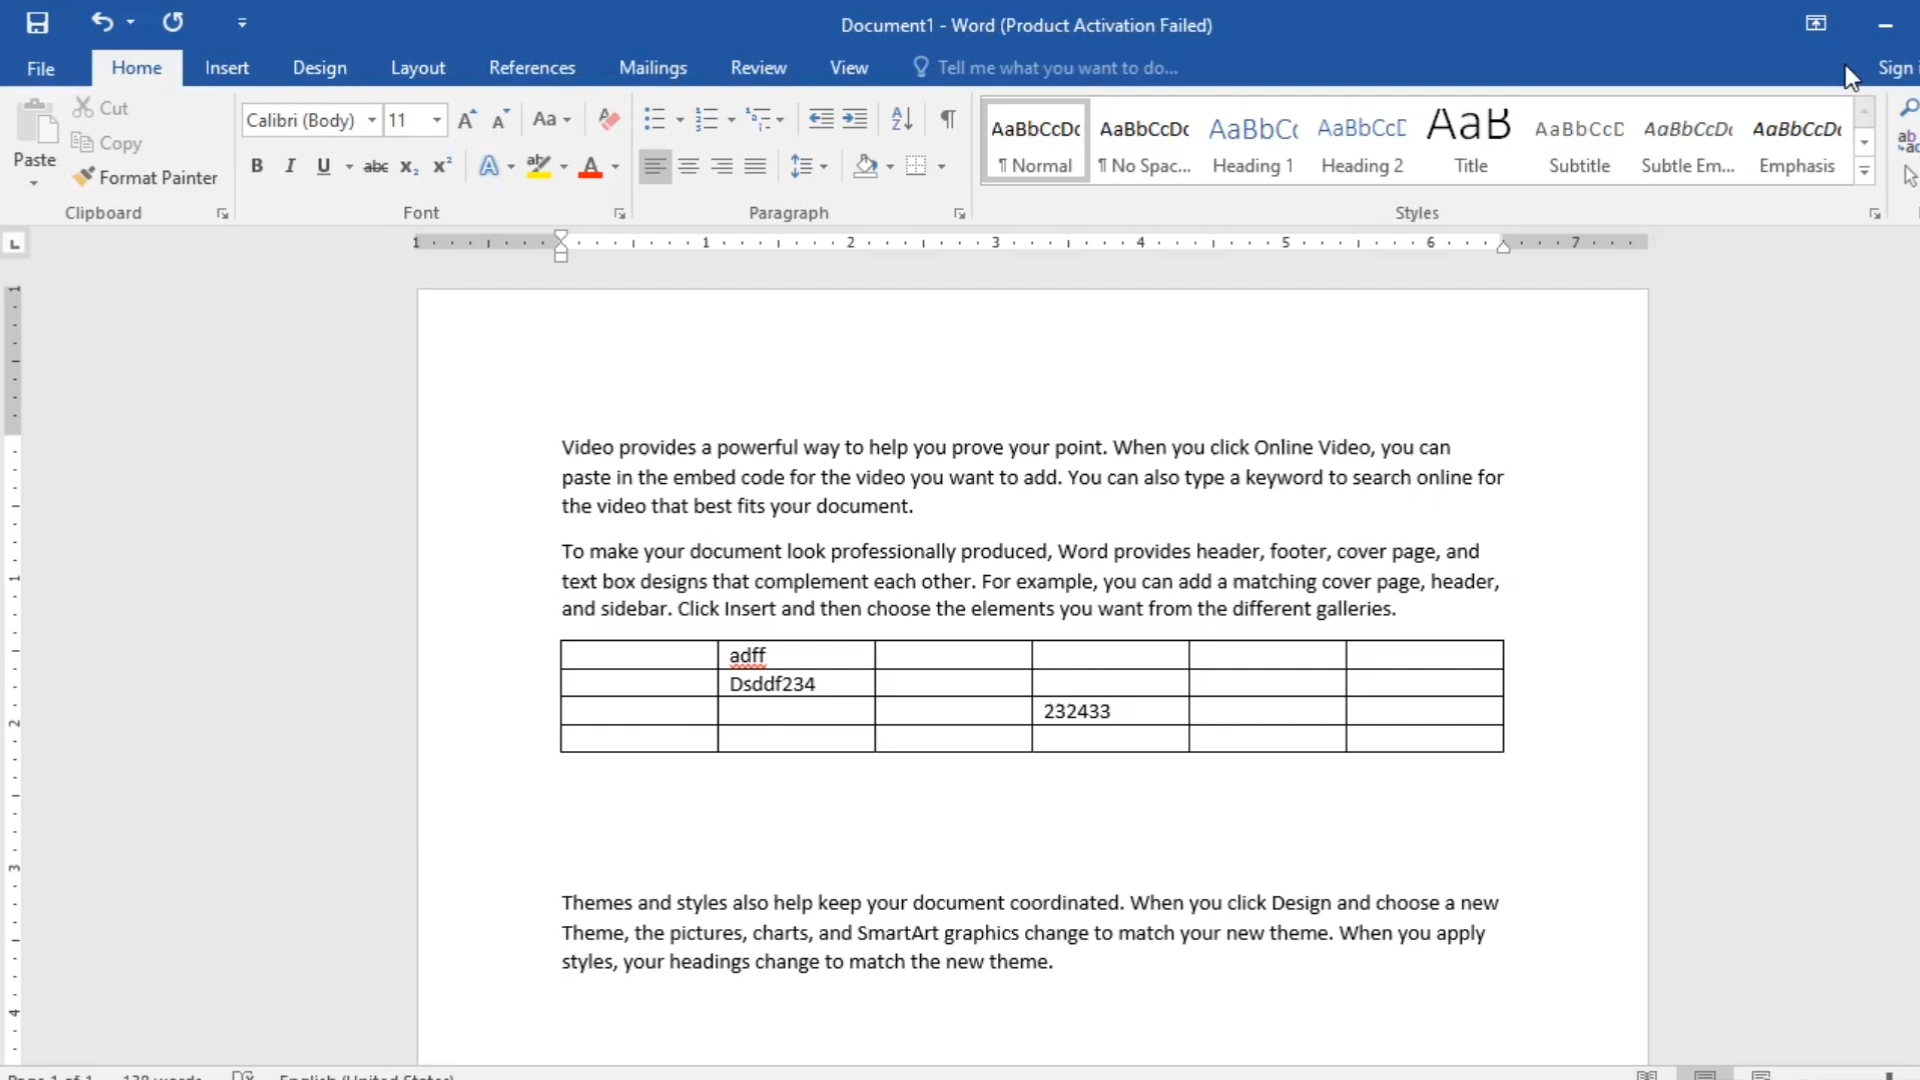 Document1 - Word (Product Activation Failed)
File Home Insert Design Layout References Mailings Review View Tell me what you want to do... Sign
Paste
Cut
Copy
Format Painter
Clipboard
Calibri (Body) 11
Font
Paragraph
AaBbCcDc AaBbCcDc AaBbC AaBbCcD AaB AaBbCcD AaBbCcDc AaBbCcDc
¶ Normal ¶ No Spac... Heading 1 Heading 2 Title Subtitle Subtle Em... Emphasis
Styles
1 1 2 3 4 5 6 7
Video provides a powerful way to help you prove your point. When you click Online Video, you can
paste in the embed code for the video you want to add. You can also type a keyword to search online for
the video that best fits your document.
To make your document look professionally produced, Word provides header, footer, cover page, and
text box designs that complement each other. For example, you can add a matching cover page, header,
and sidebar. Click Insert and then choose the elements you want from the different galleries.
adff
Dsddf234
232433
Themes and styles also help keep your document coordinated. When you click Design and choose a new
Theme, the pictures, charts, and SmartArt graphics change to match your new theme. When you apply
styles, your headings change to match the new theme.
Page 1 of 1 138 words English (United States)